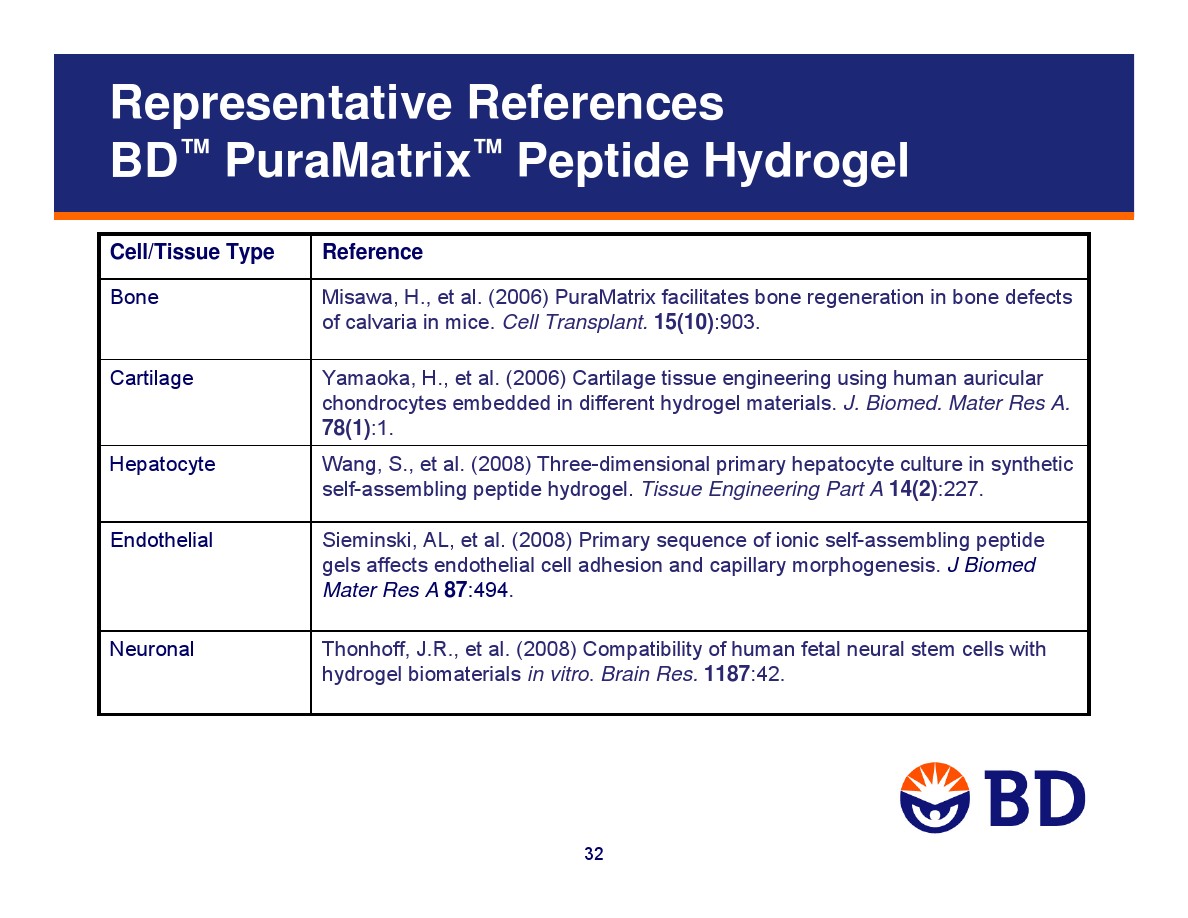 Representative References
BD™ PuraMatrix™ Peptide Hydrogel
Cell/Tissue Type
Reference
Bone
Misawa, H., et al. (2006) PuraMatrix facilitates bone regeneration in bone defects
of calvaria in mice. Cell Transplant. 15(10):903.
Cartilage
Yamaoka, H., et al. (2006) Cartilage tissue engineering using human auricular
chondrocytes embedded in different hydrogel materials. J. Biomed. Mater Res A.
78(1):1.
Hepatocyte
Wang, S., et al. (2008) Three-dimensional primary hepatocyte culture in synthetic
self-assembling peptide hydrogel. Tissue Engineering Part A 14(2):227.
Endothelial
Sieminski, AL, et al. (2008) Primary sequence of ionic self-assembling peptide
gels affects endothelial cell adhesion and capillary morphogenesis. J Biomed
Mater Res A 87:494.
Neuronal
Thonhoff, J.R., et al. (2008) Compatibility of human fetal neural stem cells with
hydrogel biomaterials in vitro. Brain Res. 1187:42.
BD
32